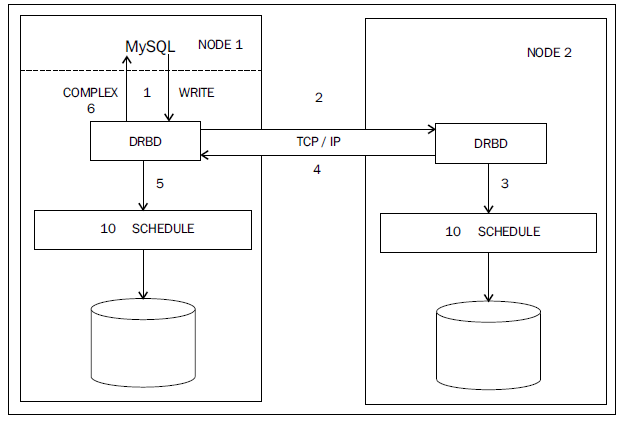 MySQL
NODE 1
NODE 2
COMPLEX
6
1
WRITE
2
DRBD
TCP / IP
DRBD
4
5
3
10 SCHEDULE
10 SCHEDULE